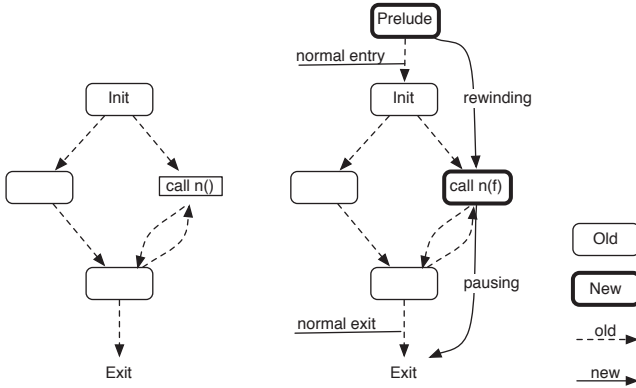 Prelude
normal entry
Init
Init
rewinding
call n()
call n(f)
Old
pausing
New
normal exit
old
Exit
Exit
new